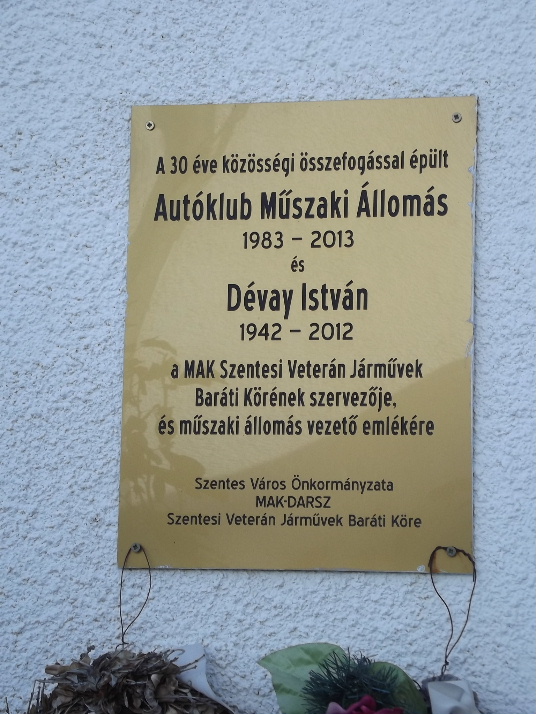 A 30 éve közösségi összefogással épült
Autóklub Műszaki Állomás
1983 – 2013
és
Dévay István
1942 – 2012
a MAK Szentesi Veterán Járművek
Baráti Körének szervezője,
és műszaki állomás vezető emlékére
Szentes Város Önkormányzata
MAK-DARSZ
Szentesi Veterán Járművek Baráti Köre